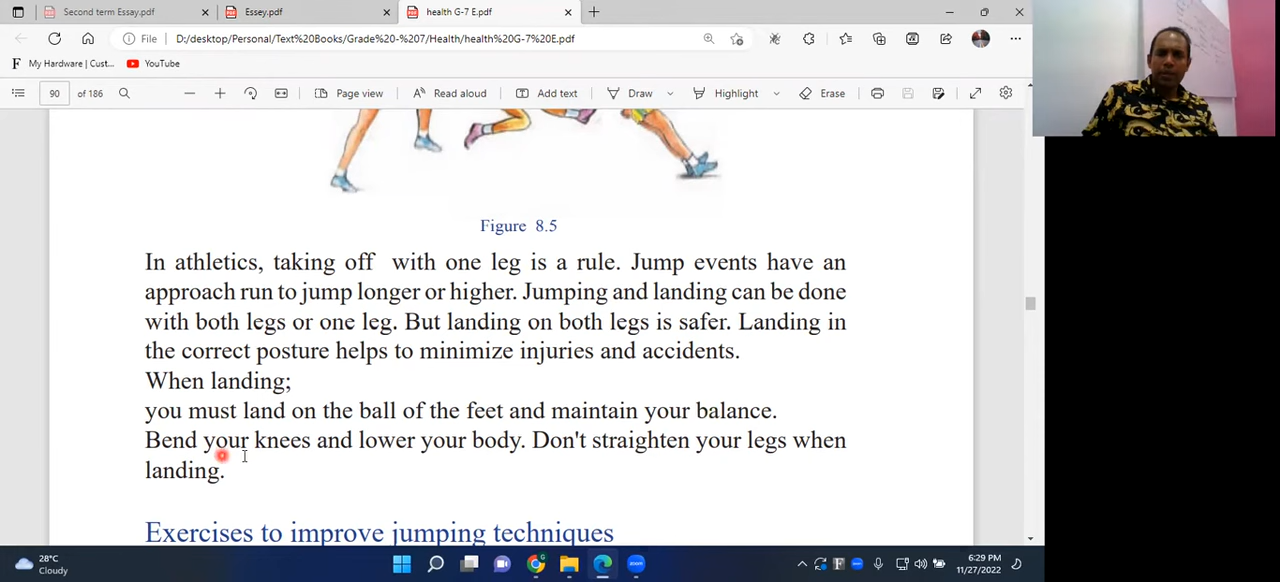 Second term Essay.pdf
Essey.pdf
health G-7 E.pdf
File D:/desktop/Personal/Text%20Books/Grade%20-%207/Health/health%20G-7%20E.pdf
My Hardware | Cust...
YouTube
90 of 186
Page view
Read aloud
Add text
Draw
Highlight
Erase
Figure 8.5
In athletics, taking off with one leg is a rule. Jump events have an
approach run to jump longer or higher. Jumping and landing can be done
with both legs or one leg. But landing on both legs is safer. Landing in
the correct posture helps to minimize injuries and accidents.
When landing;
you must land on the ball of the feet and maintain your balance.
Bend your knees and lower your body. Don't straighten your legs when
landing.
Exercises to improve jumping techniques
28°C
Cloudy
6:29 PM
11/27/2022